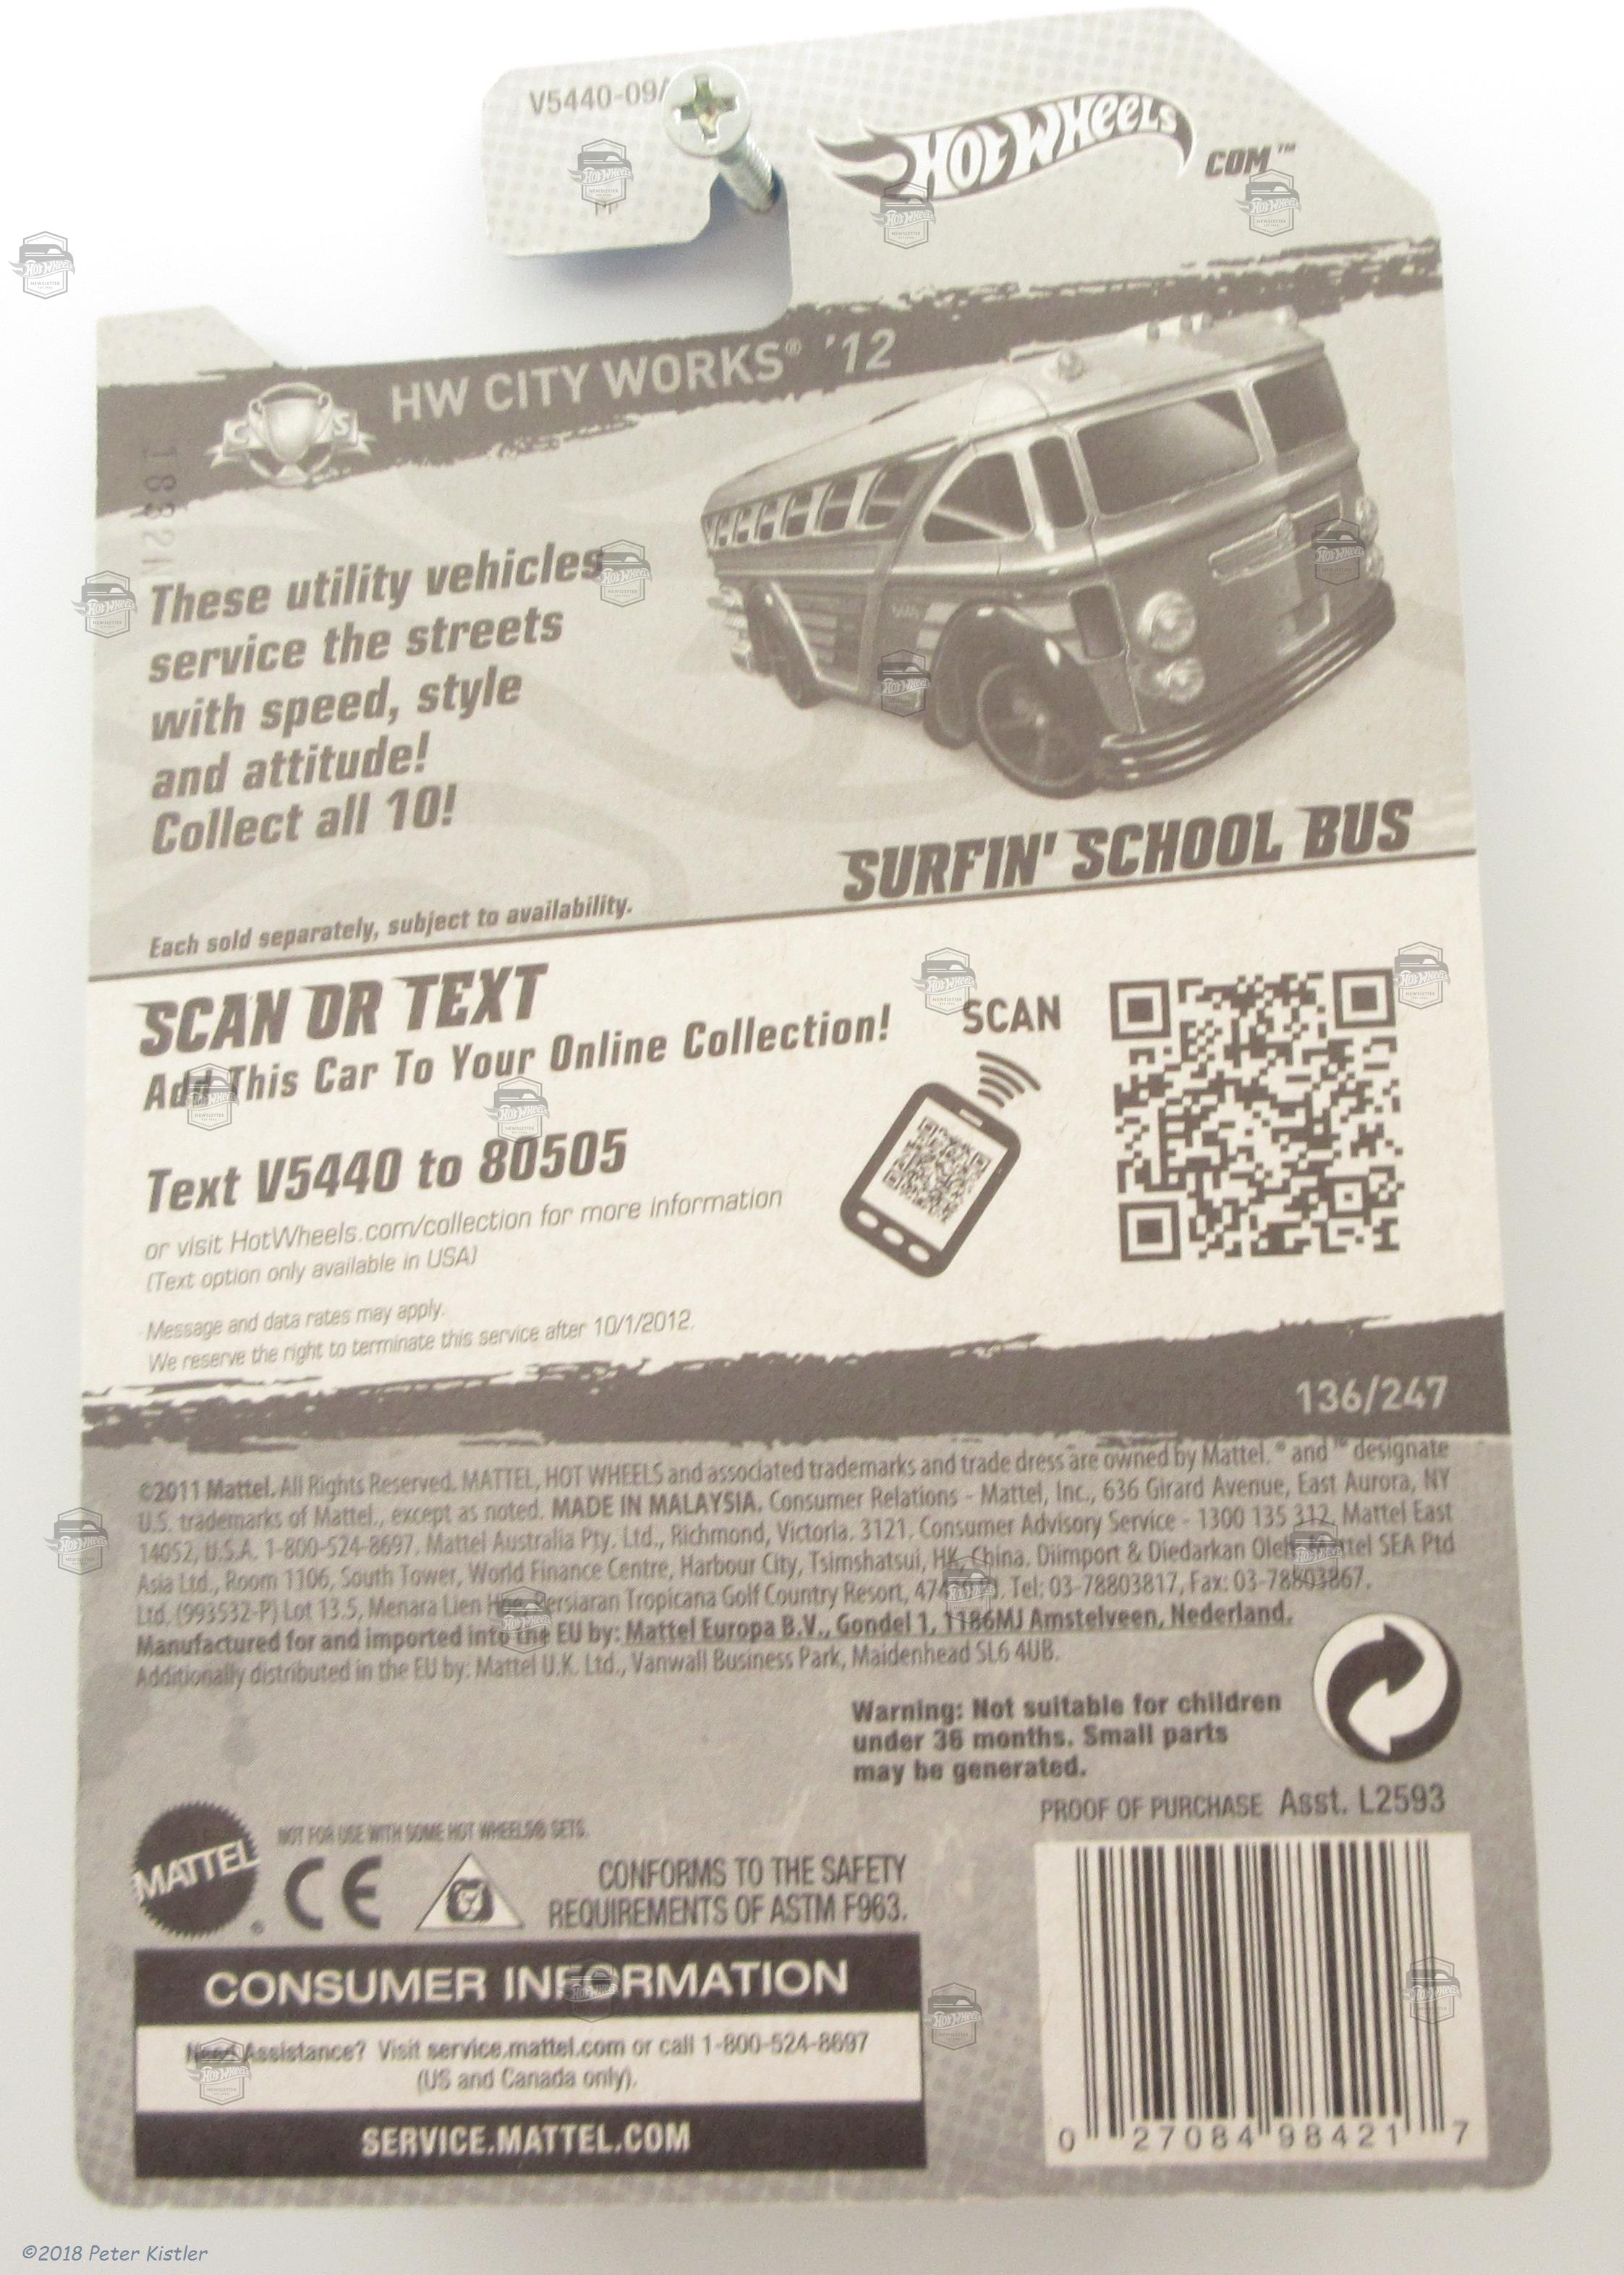 V5440-09/
HOT WHEELS
COM™
PP
HW CITY WORKS® '12
C S
These utility vehicles
service the streets
with speed, style
and attitude!
Collect all 10!
SURFIN' SCHOOL BUS
Each sold separately, subject to availability.
SCAN OR TEXT
Add This Car To Your Online Collection!
SCAN
Text V5440 to 80505
or visit HotWheels.com/collection for more information
(Text option only available in USA)
Message and data rates may apply.
We reserve the right to terminate this service after 10/1/2012.
136/247
©2011 Mattel. All Rights Reserved. MATTEL, HOT WHEELS and associated trademarks and trade dress are owned by Mattel. ® and ™ designate
U.S. trademarks of Mattel., except as noted. MADE IN MALAYSIA. Consumer Relations - Mattel, Inc., 636 Girard Avenue, East Aurora, NY
14052, U.S.A. 1-800-524-8697. Mattel Australia Pty. Ltd., Richmond, Victoria. 3121. Consumer Advisory Service - 1300 135 312. Mattel East
Asia Ltd., Room 1106, South Tower, World Finance Centre, Harbour City, Tsimshatsui, HK, China. Diimport & Diedarkan Oleh: Mattel SEA Ptd
Ltd. (993532-P) Lot 13.5, Menara Lien Hoe, Persiaran Tropicana Golf Country Resort, Tel: 03-78803817, Fax: 03-78803867.
Manufactured for and imported into the EU by: Mattel Europa B.V., Gondel 1, 1186MJ Amstelveen, Nederland.
Additionally distributed in the EU by: Mattel U.K. Ltd., Vanwall Business Park, Maidenhead SL6 4UB.
Warning: Not suitable for children
under 36 months. Small parts
may be generated.
PROOF OF PURCHASE Asst. L2593
NOT FOR USE WITH SOME HOT WHEELS® SETS.
MATTEL
®
CE
CONFORMS TO THE SAFETY
REQUIREMENTS OF ASTM F963.
CONSUMER INFORMATION
Need Assistance? Visit service.mattel.com or call 1-800-524-8697
(US and Canada only).
SERVICE.MATTEL.COM
0 27084 98421 7
©2018 Peter Kistler